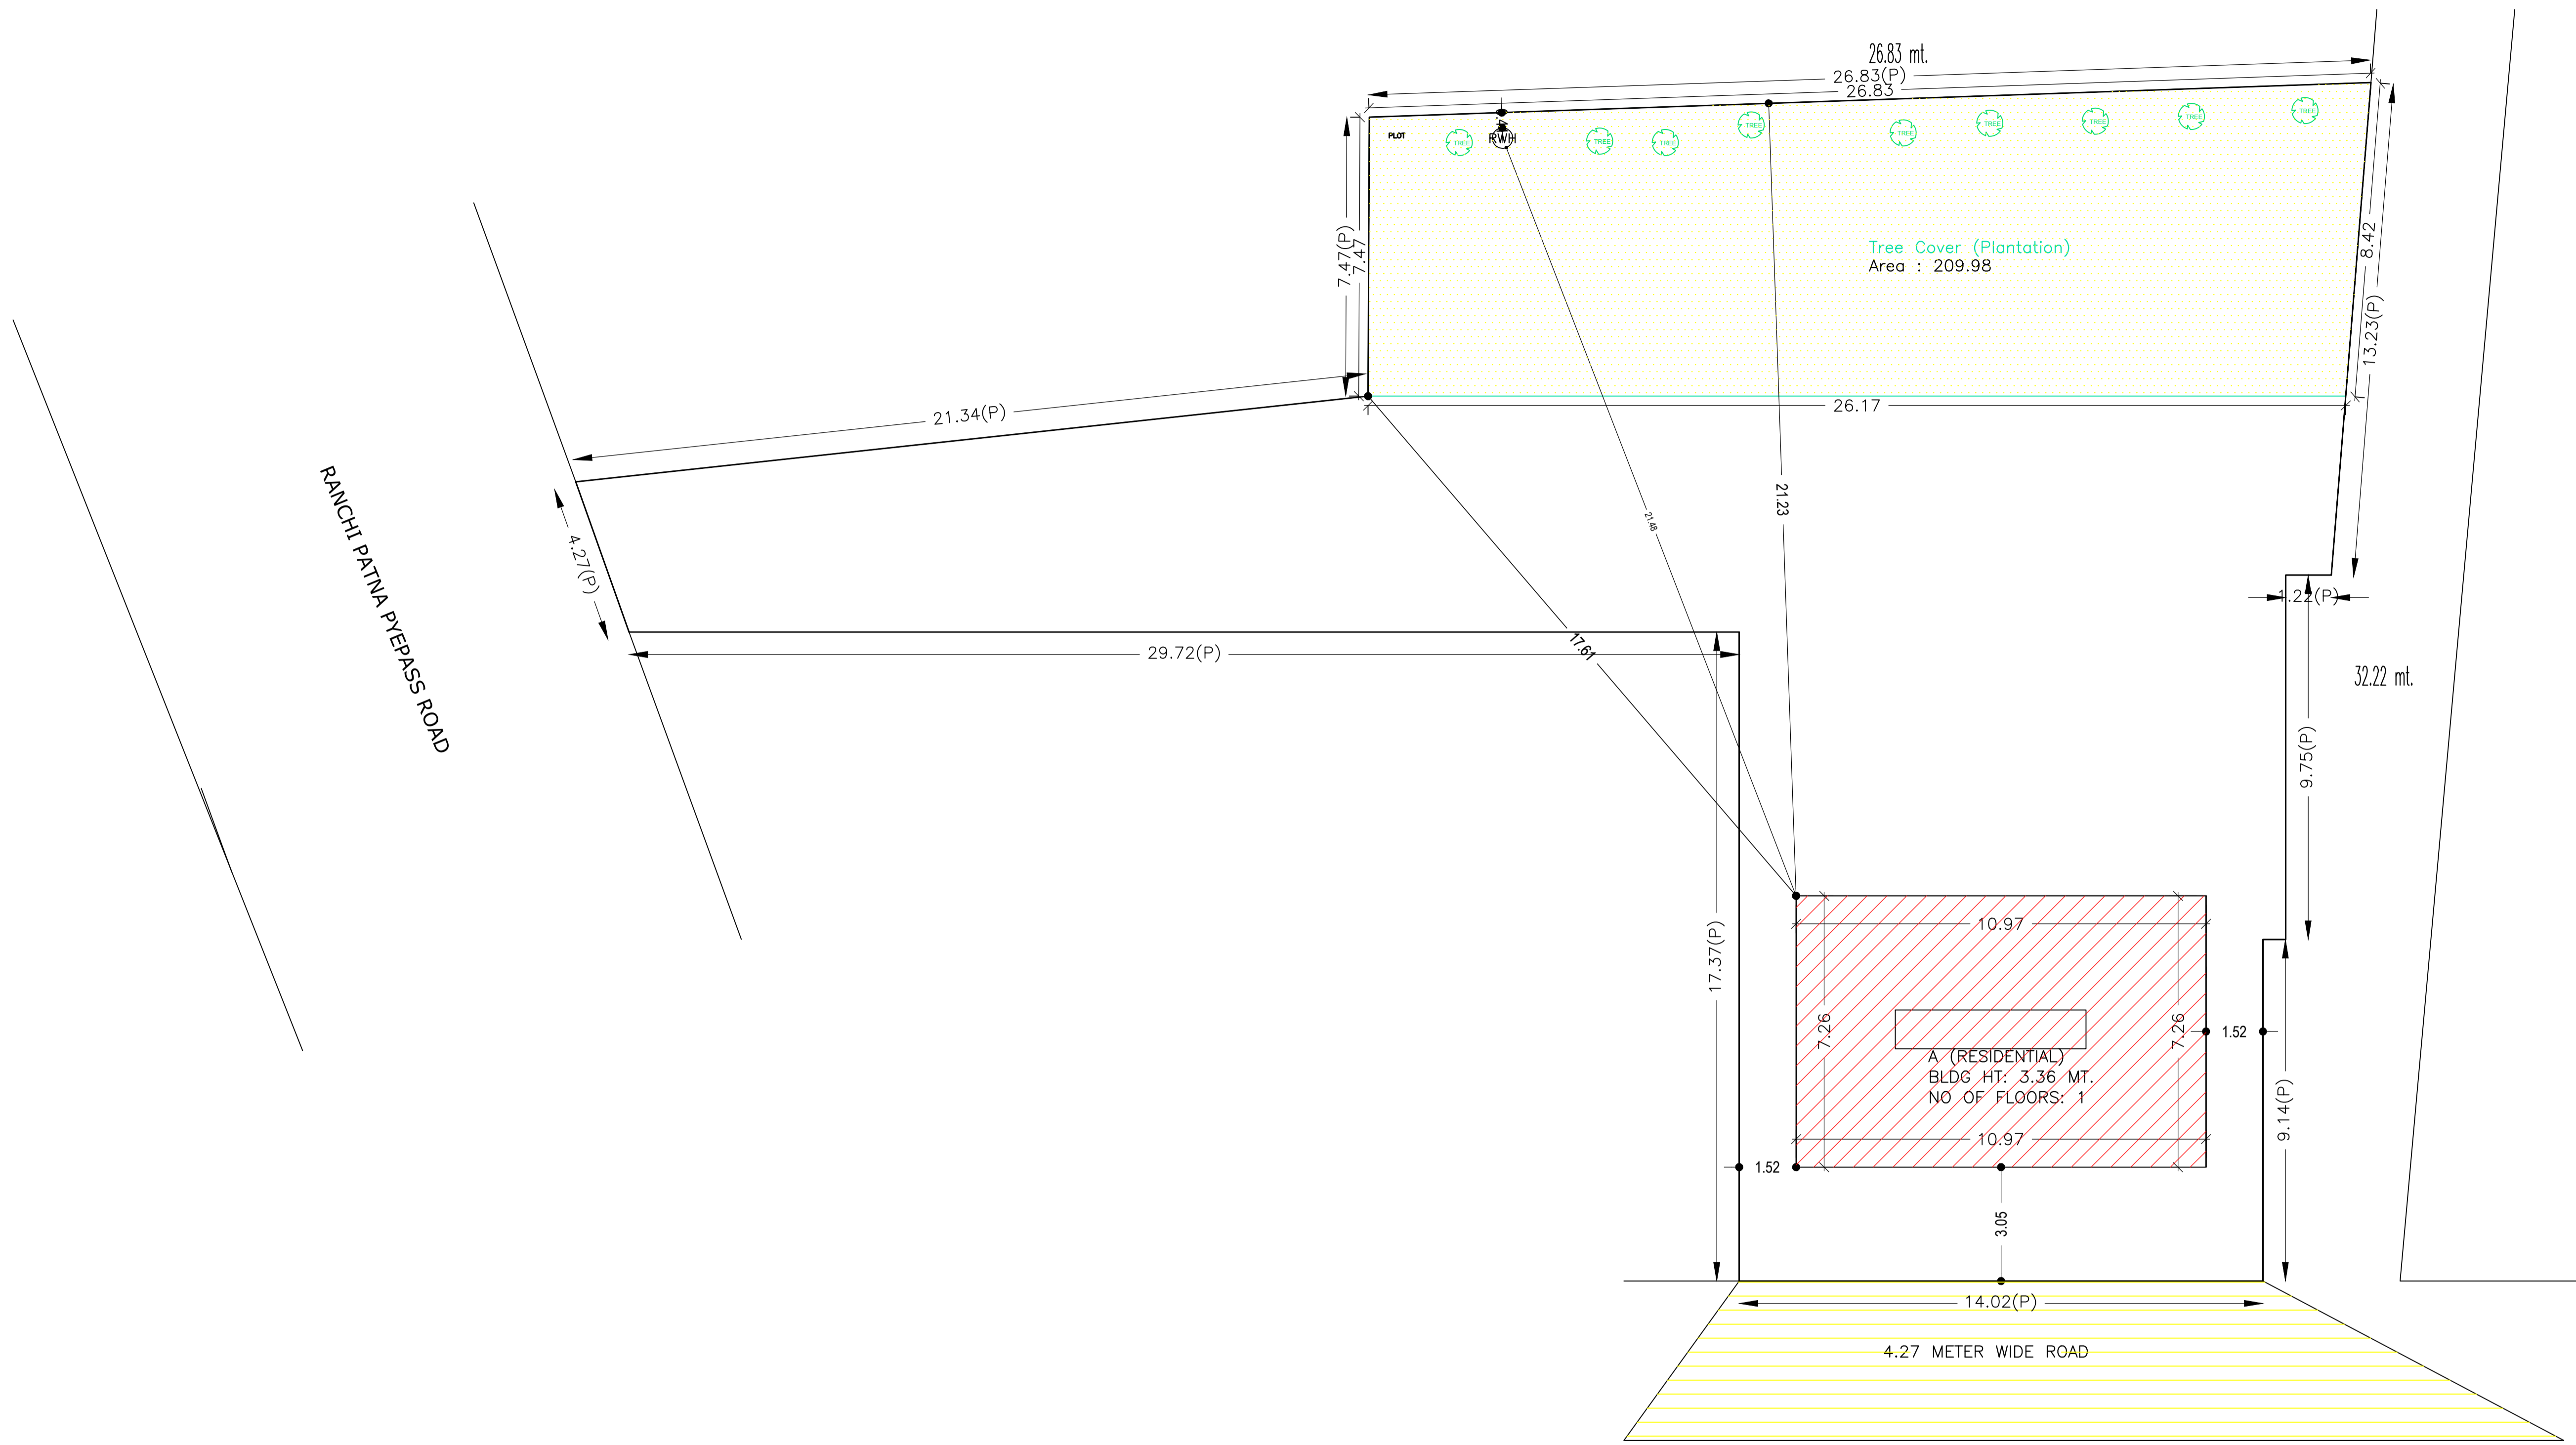 26.83 mt.
26.83(P)
26.83
PLOT
RWH
TREE
TREE
TREE
TREE
TREE
TREE
TREE
TREE
TREE
7.47(P)
7.47
Tree Cover (Plantation)
Area : 209.98
8.42
13.23(P)
26.17
21.34(P)
4.27(P)
RANCHI PATNA PYEPASS ROAD
21.48
21.23
17.61
29.72(P)
1.22(P)
32.22 mt.
9.75(P)
17.37(P)
10.97
7.26
7.26
1.52
A (RESIDENTIAL)
BLDG HT: 3.36 MT.
NO OF FLOORS: 1
9.14(P)
10.97
1.52
3.05
14.02(P)
4.27 METER WIDE ROAD